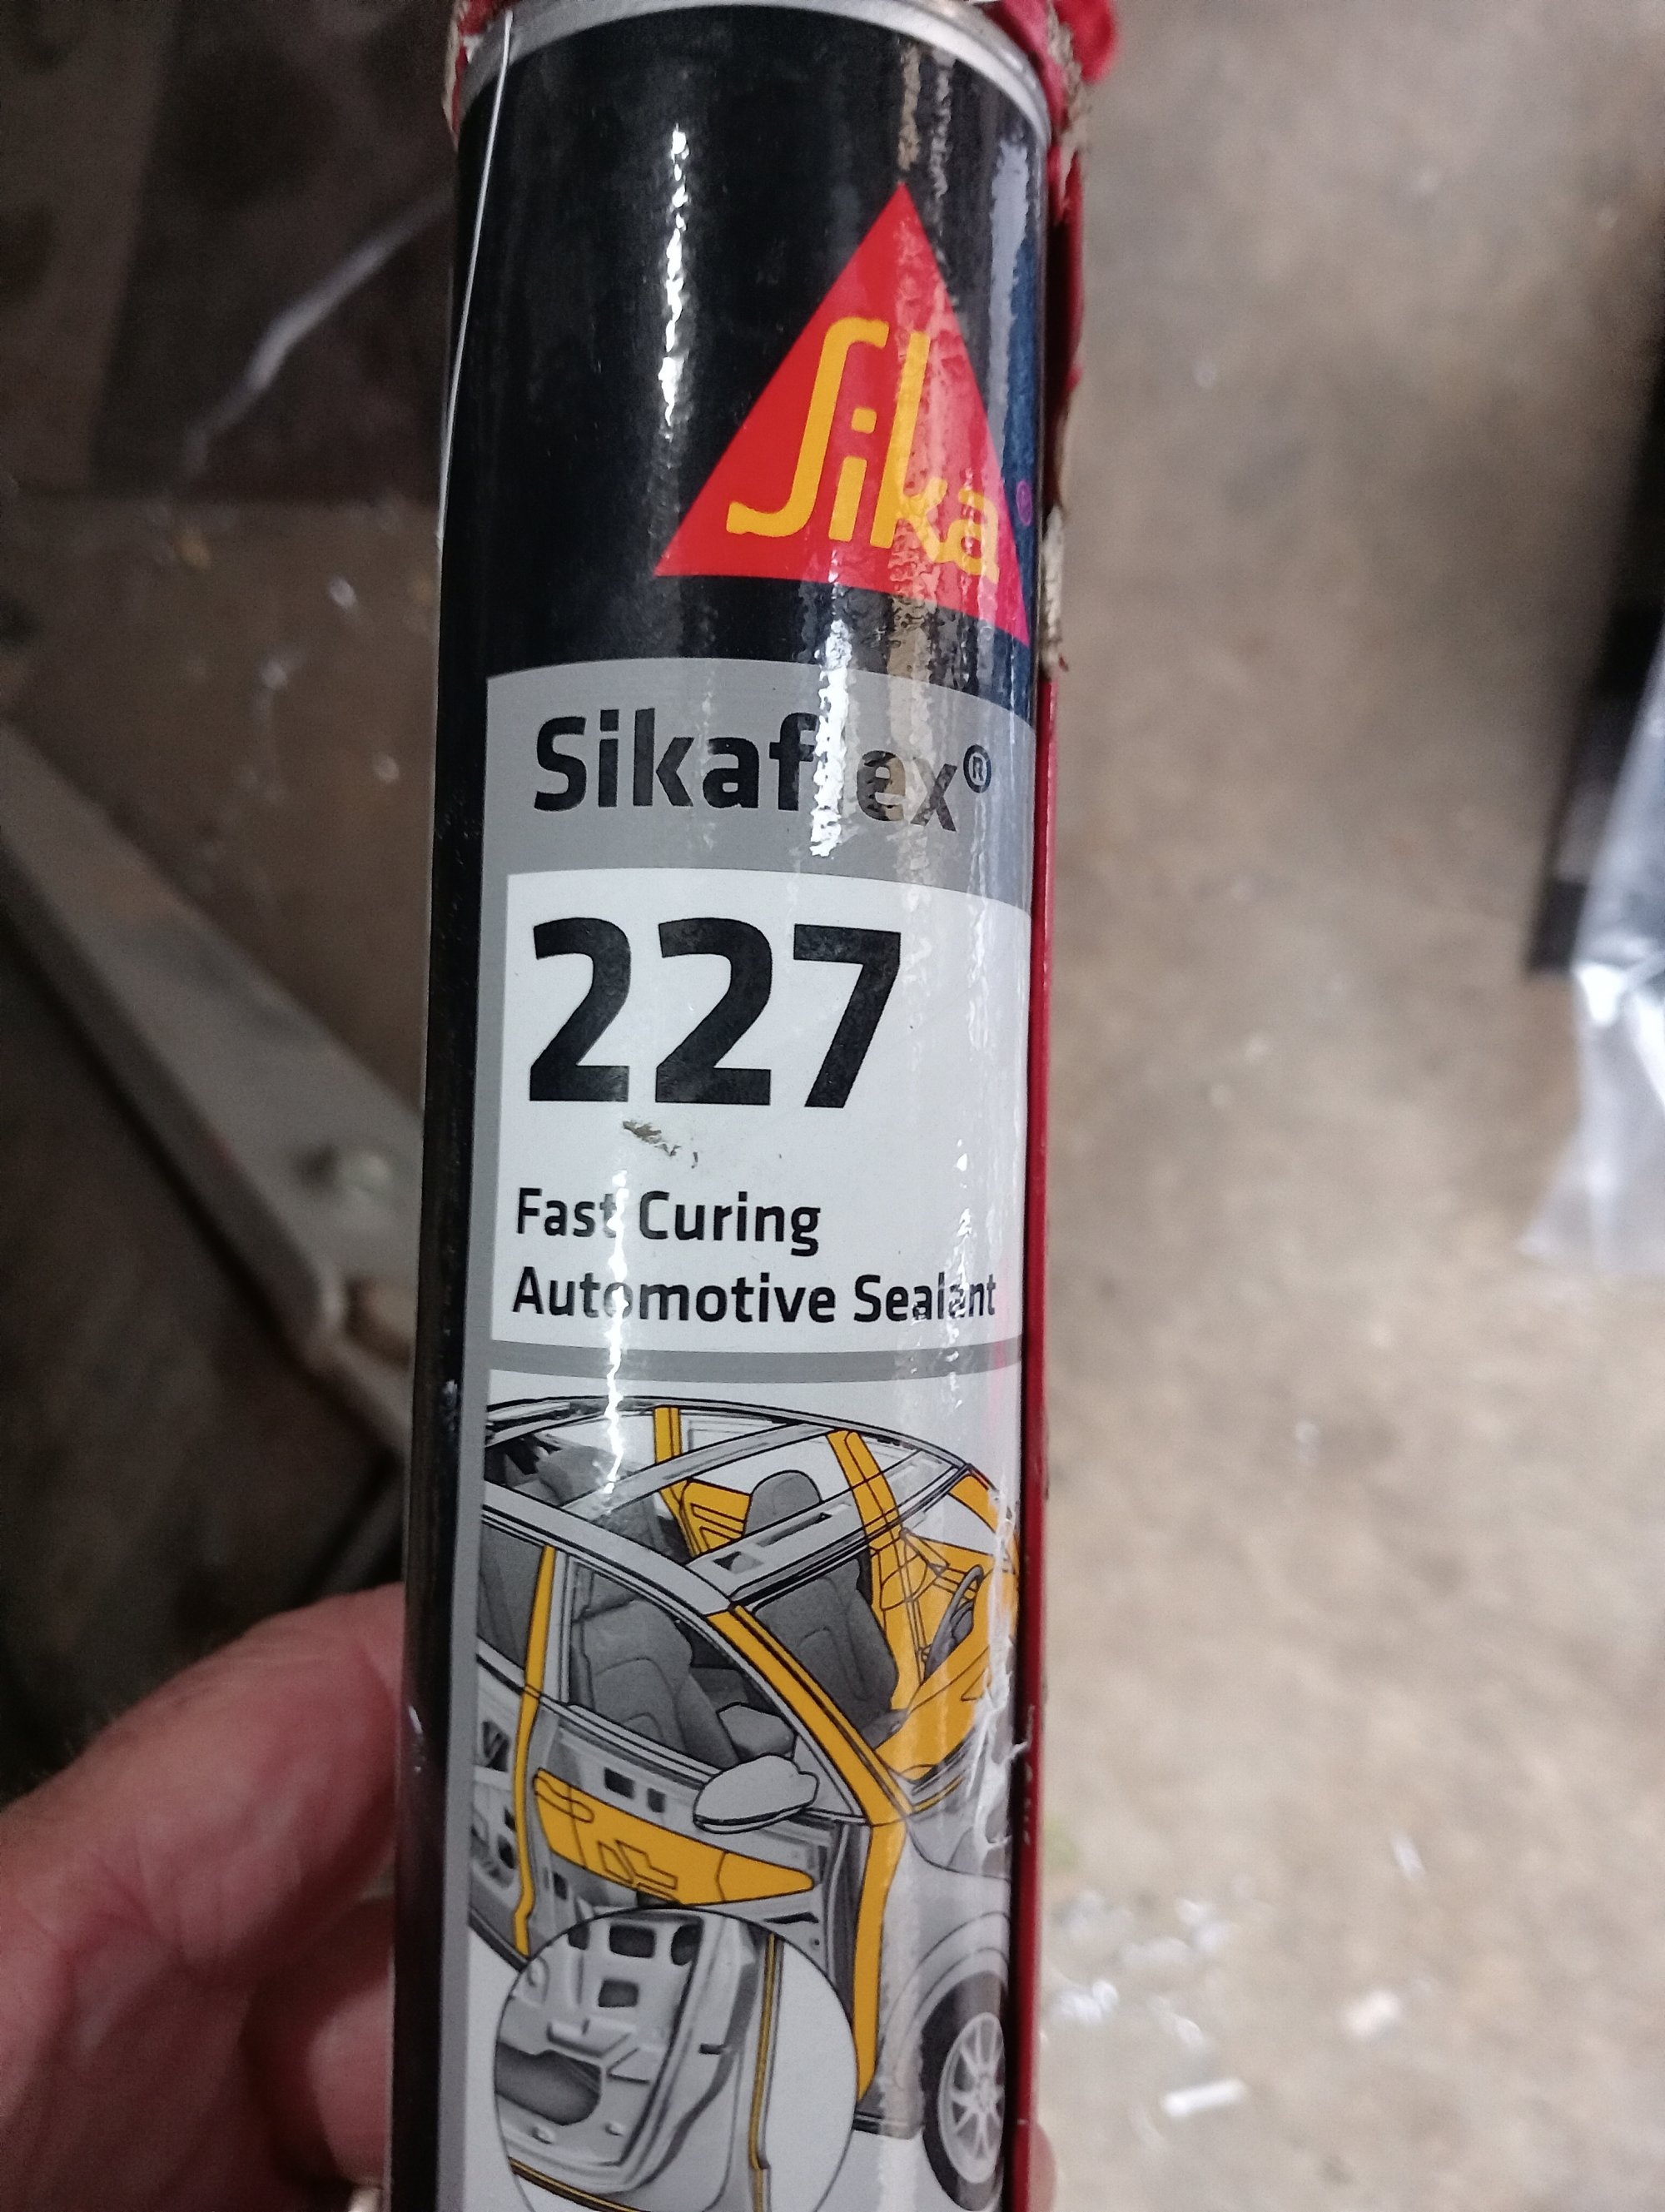 Sika®
Sikaflex®
227
Fast Curing
Automotive Sealant